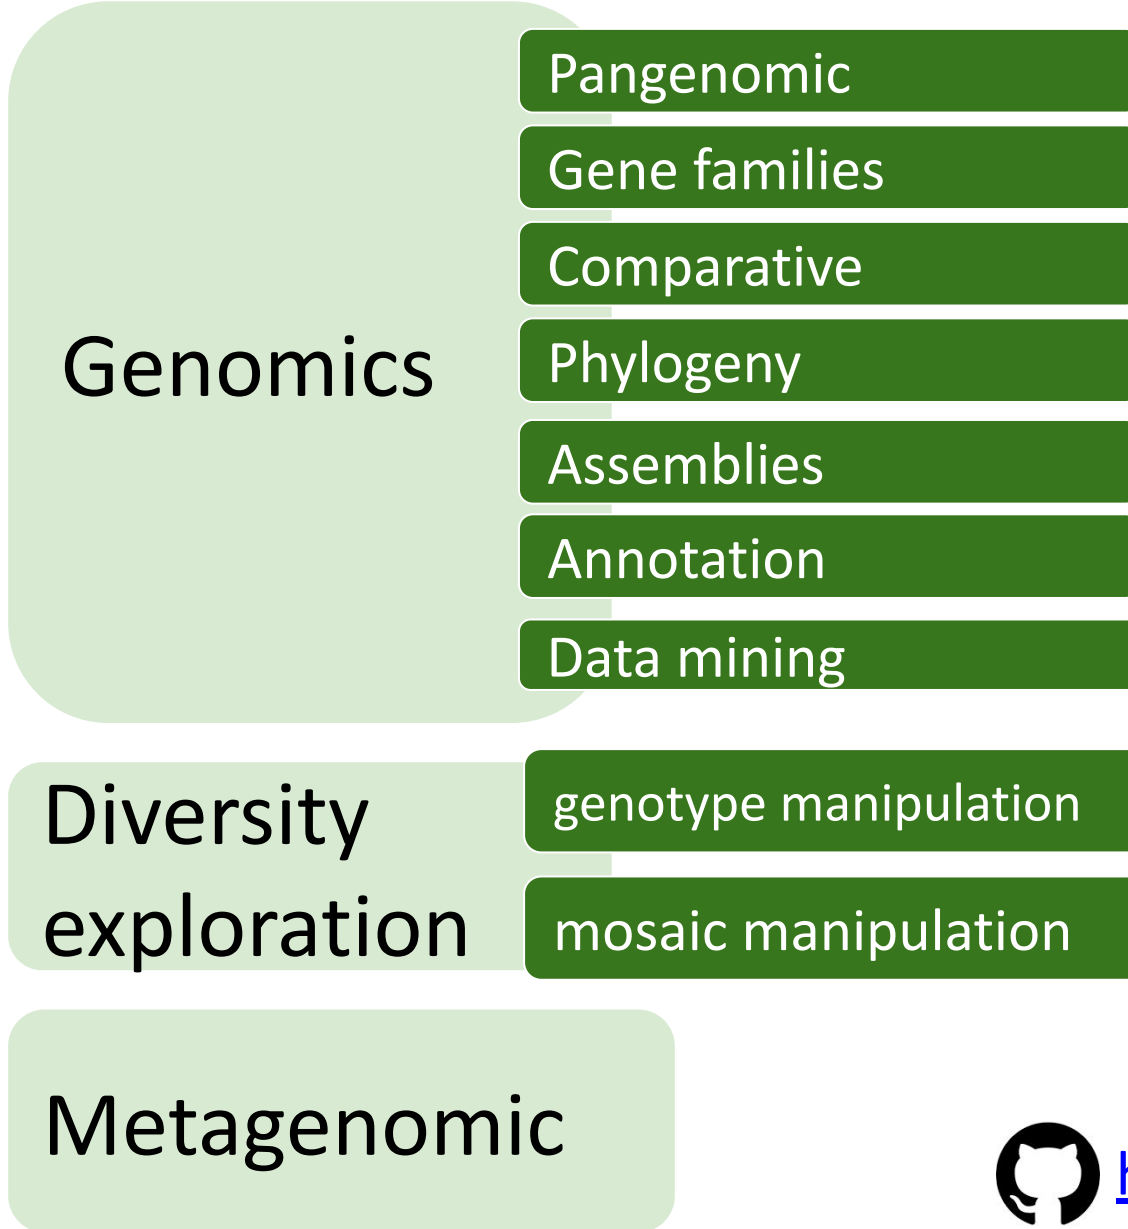 Genomics
Pangenomic
Gene families
Comparative
Phylogeny
Assemblies
Annotation
Data mining
Diversity
exploration
genotype manipulation
mosaic manipulation
Metagenomic